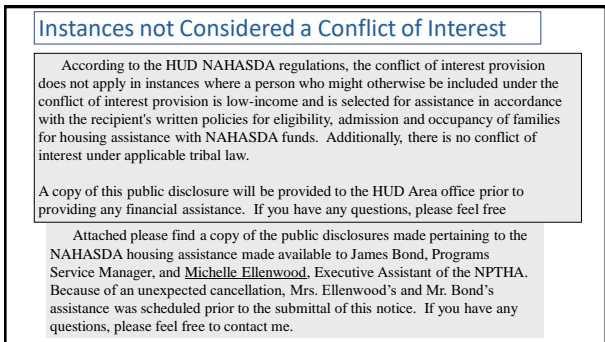 Instances not Considered a Conflict of Interest
According to the HUD NAHASDA regulations, the conflict of interest provision
does not apply in instances where a person who might otherwise be included under the
conflict of interest provision is low-income and is selected for assistance in accordance
with the recipient's written policies for eligibility, admission and occupancy of families
for housing assistance with NAHASDA funds. Additionally, there is no conflict of
interest under applicable tribal law.
A copy of this public disclosure will be provided to the HUD Area office prior to
providing any financial assistance. If you have any questions, please feel free
Attached please find a copy of the public disclosures made pertaining to the
NAHASDA housing assistance made available to James Bond, Programs
Service Manager, and Michelle Ellenwood, Executive Assistant of the NPTHA.
Because of an unexpected cancellation, Mrs. Ellenwood's and Mr. Bond's
assistance was scheduled prior to the submittal of this notice. If you have any
questions, please feel free to contact me.